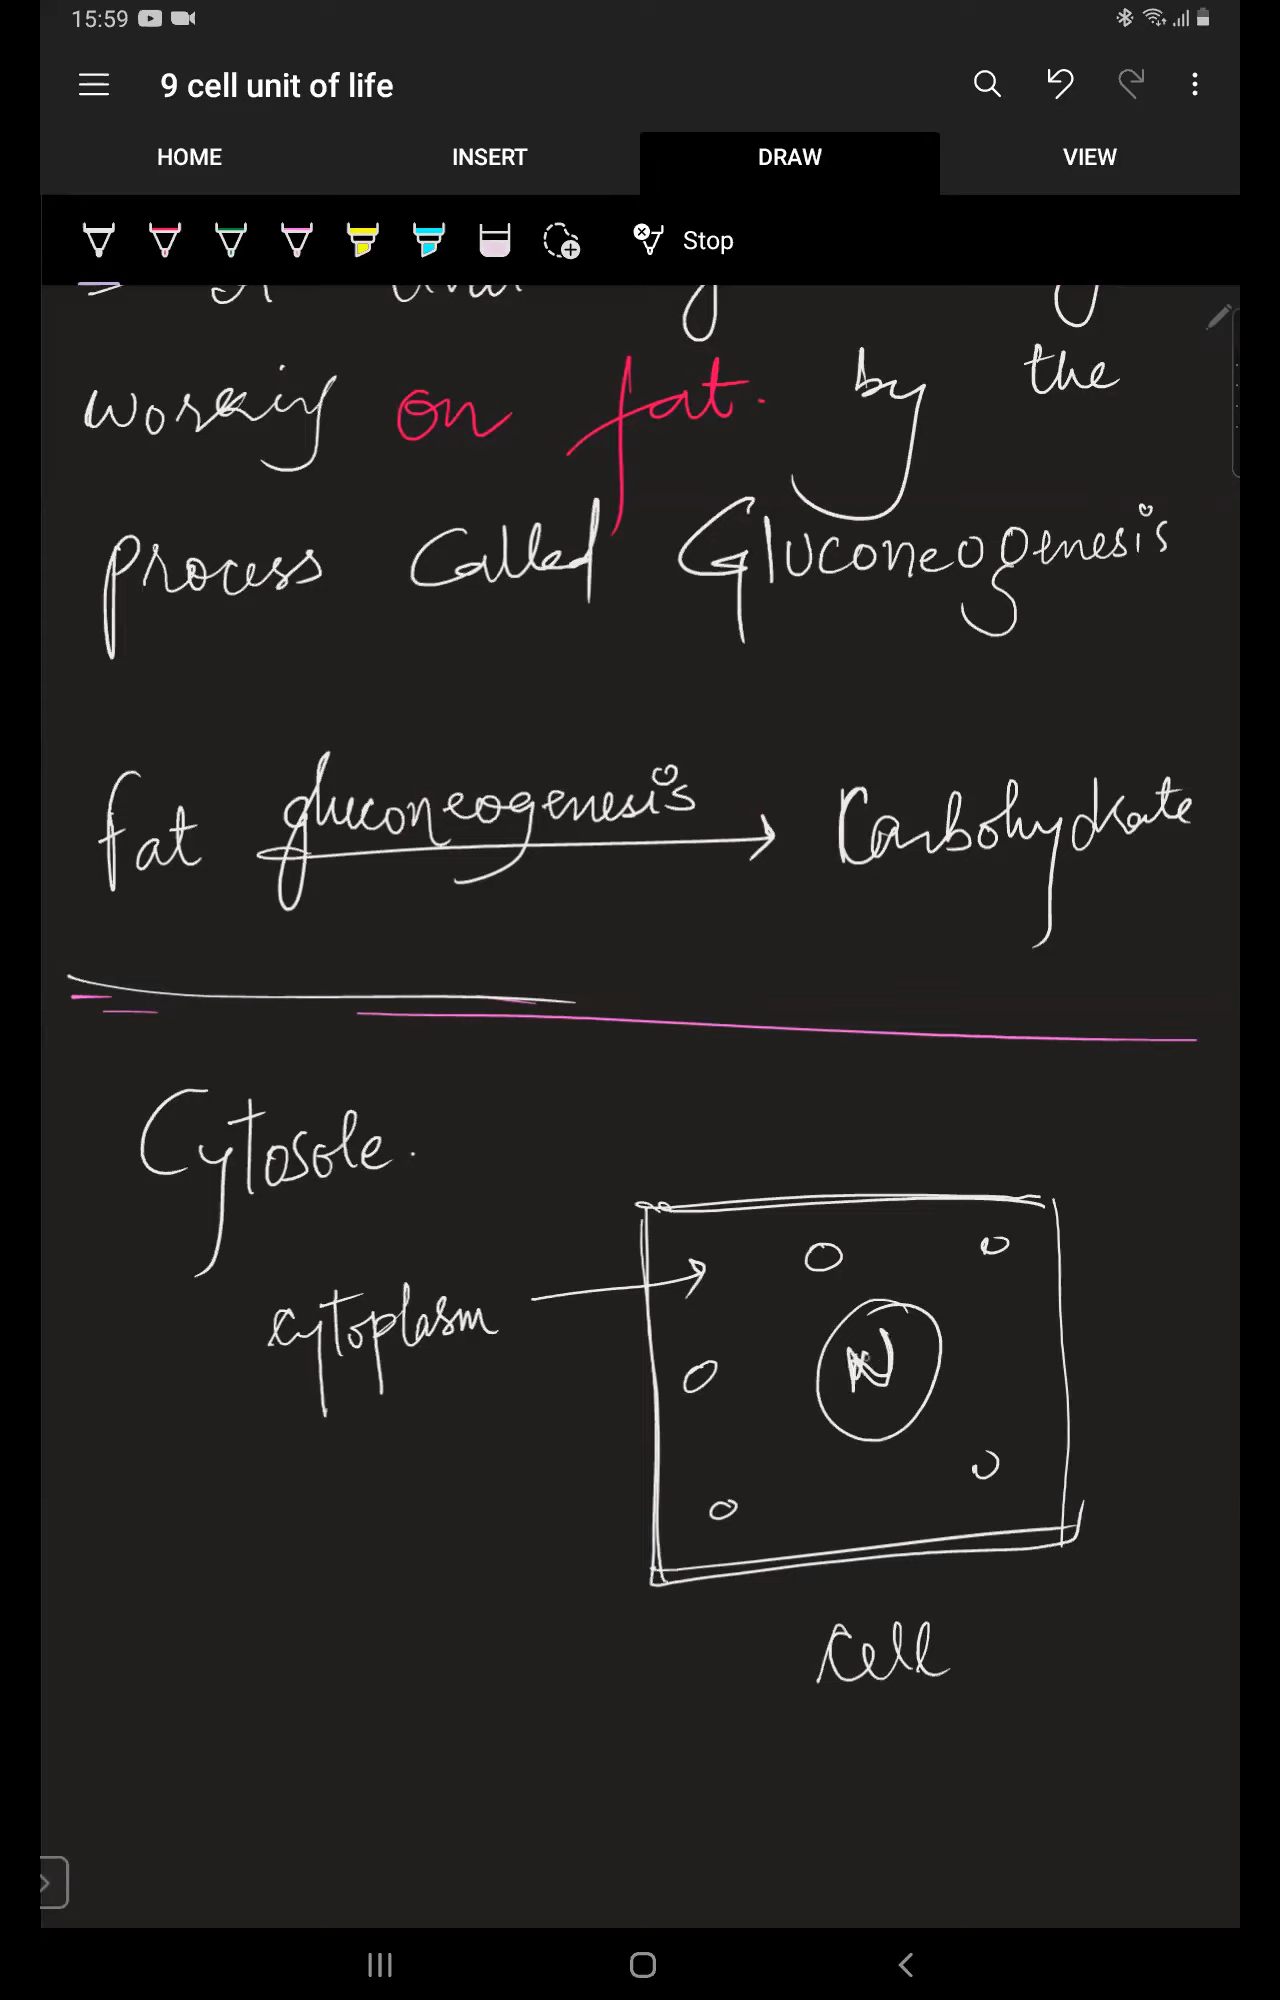 15:59
9 cell unit of life
HOME INSERT DRAW VIEW
Stop
working on fat. by the
process called Gluconeogenesis
fat gluconeogenesis Carbohydrate
Cytosole.
cytoplasm
N
cell